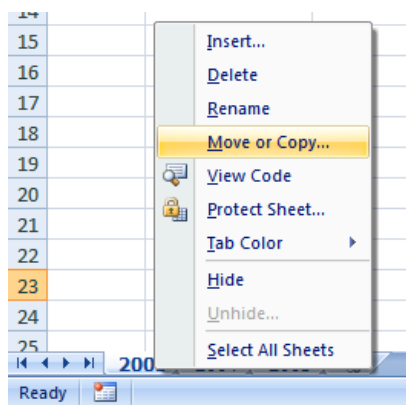 14
15
Insert...
16
Delete
17
Rename
18
Move or Copy...
19
View Code
20
Protect Sheet...
21
Tab Color
22
23
Hide
24
Unhide...
25
Select All Sheets
Ready